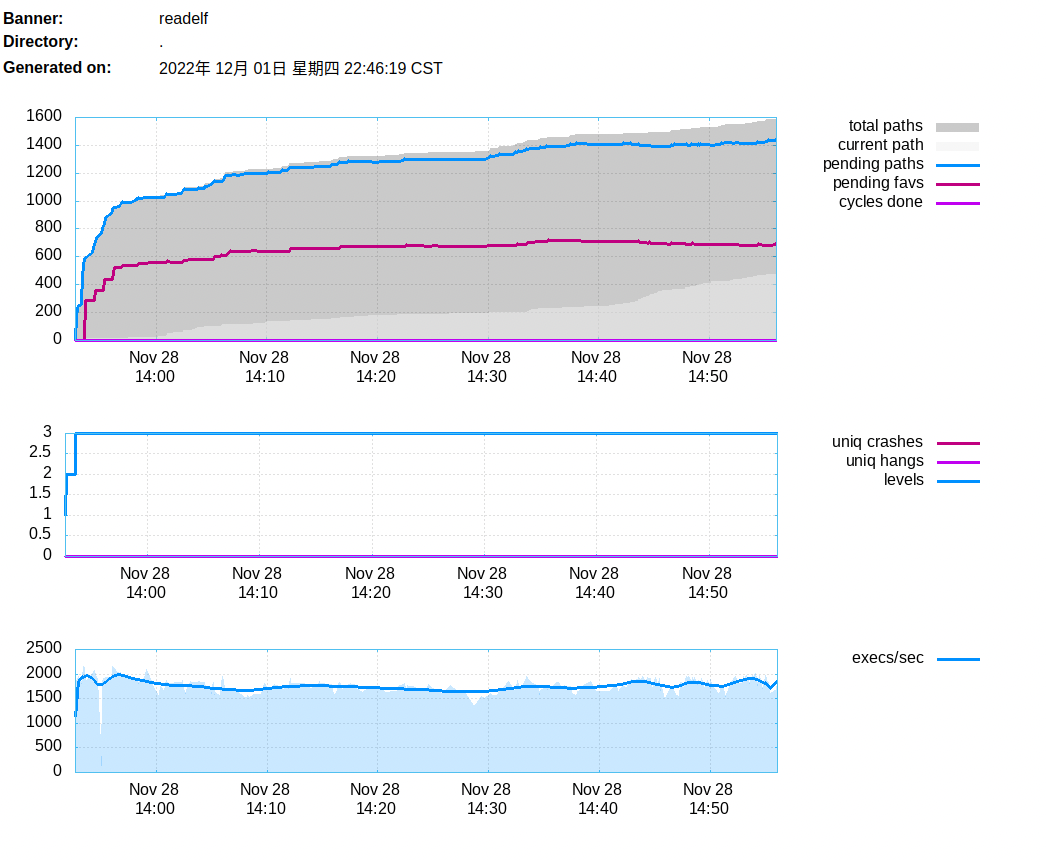 Banner: readelf
Directory: .
Generated on: 2022年 12月 01日 星期四 22:46:19 CST
1600
1400
1200
1000
800
600
400
200
0
Nov 28 Nov 28 Nov 28 Nov 28 Nov 28 Nov 28
14:00 14:10 14:20 14:30 14:40 14:50
total paths
current path
pending paths
pending favs
cycles done
3
2.5
2
1.5
1
0.5
0
Nov 28 Nov 28 Nov 28 Nov 28 Nov 28 Nov 28
14:00 14:10 14:20 14:30 14:40 14:50
uniq crashes
uniq hangs
levels
2500
2000
1500
1000
500
0
Nov 28 Nov 28 Nov 28 Nov 28 Nov 28 Nov 28
14:00 14:10 14:20 14:30 14:40 14:50
execs/sec